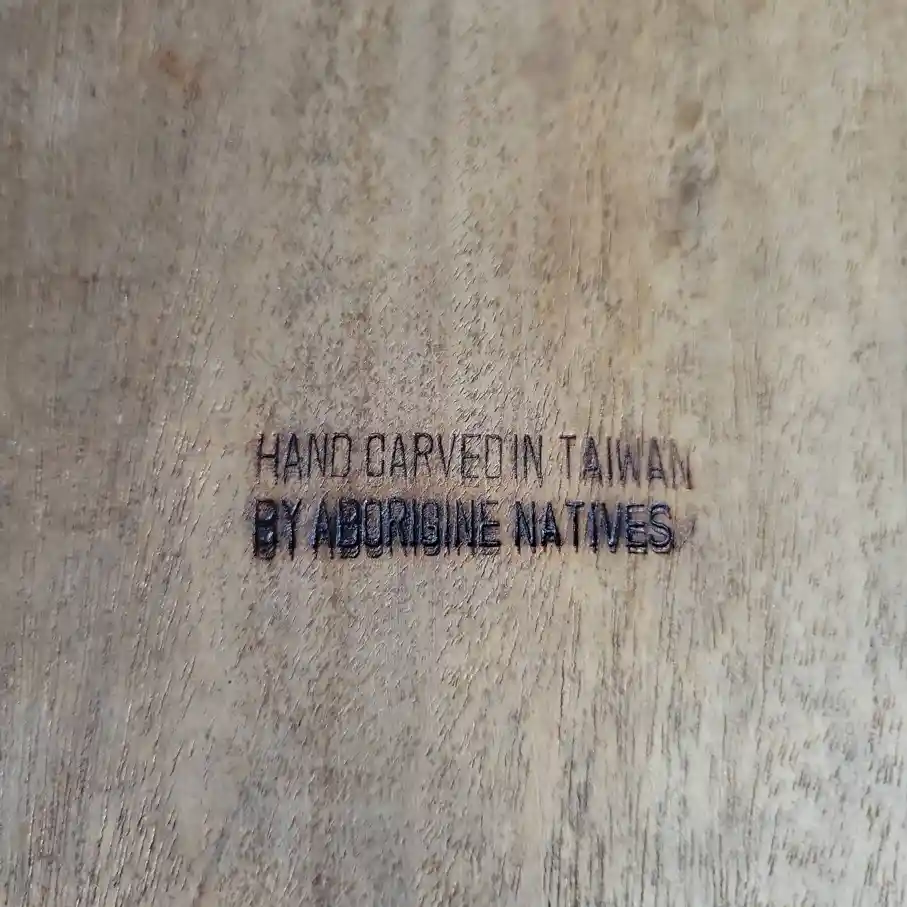 HAND CARVED IN TAIWAN
BY ABORIGINE NATIVES